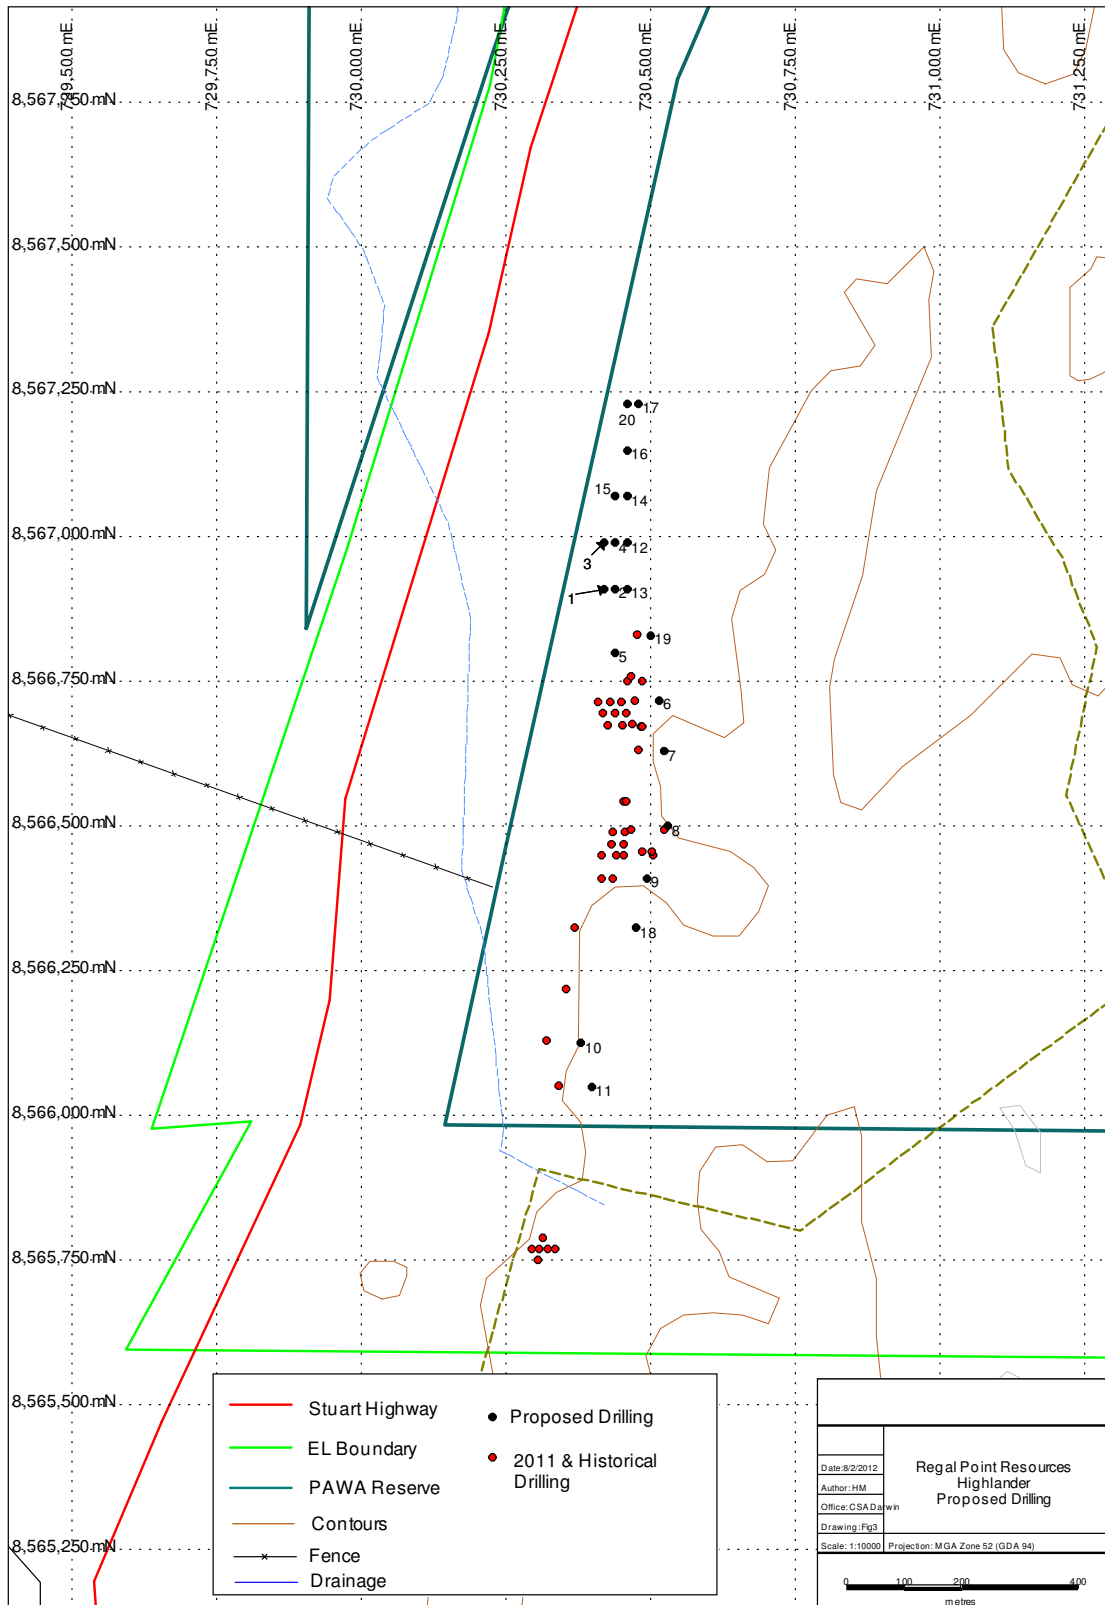 729,500 mE
729,750 mE
730,000 mE
730,250 mE
730,500 mE
730,750 mE
731,000 mE
731,250 mE
8,567,750 mN
8,567,500 mN
8,567,250 mN
17
20
16
15
14
8,567,000 mN
3
4
12
1
2
13
19
5
8,566,750 mN
6
7
8,566,500 mN
8
9
18
8,566,250 mN
10
11
8,566,000 mN
8,565,750 mN
8,565,500 mN
8,565,250 mN
Stuart Highway
EL Boundary
PAWA Reserve
Contours
Fence
Drainage
Proposed Drilling
2011 & Historical
Drilling
Date:8/2/2012
Author: HM
Office: CSA Darwin
Drawing: Fig3
Scale: 1:10000
Regal Point Resources
Highlander
Proposed Drilling
Projection: MGA Zone 52 (GDA 94)
0 100 200 400
metres